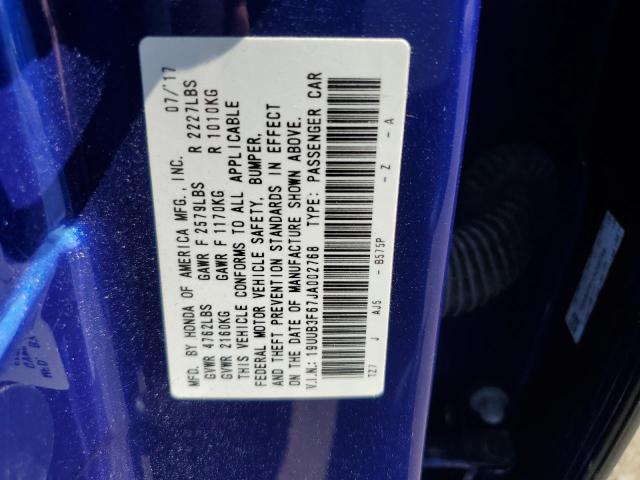 MFD. BY HONDA OF AMERICA MFG., INC. 07/'17
GVWR 4762LBS GAWR F 2579LBS R 2227LBS
GVWR 2160KG GAWR F 1170KG R 1010KG
THIS VEHICLE CONFORMS TO ALL APPLICABLE
FEDERAL MOTOR VEHICLE SAFETY, BUMPER,
AND THEFT PREVENTION STANDARDS IN EFFECT
ON THE DATE OF MANUFACTURE SHOWN ABOVE.
V.I.N.: 19UUB3F67JA002768 TYPE: PASSENGER CAR
TZ7 J AJ5 - B575P - Z - A